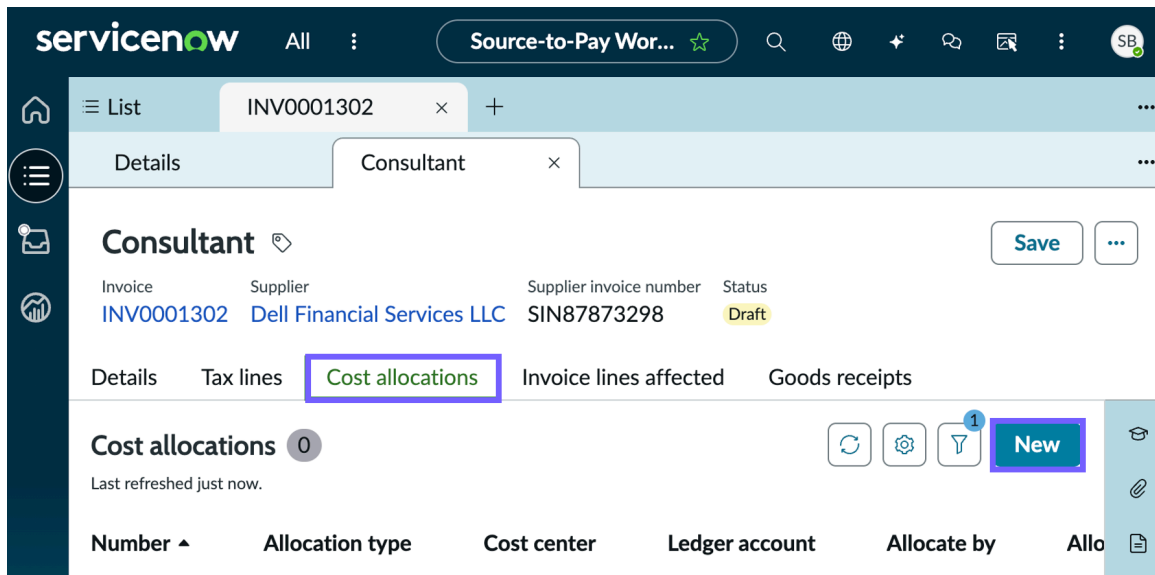 servicenow All Source-to-Pay Wor... SB
List INV0001302
Details Consultant
Consultant Save
Invoice Supplier Supplier invoice number Status
INV0001302 Dell Financial Services LLC SIN87873298 Draft
Details Tax lines Cost allocations Invoice lines affected Goods receipts
Cost allocations 0 1 New
Last refreshed just now.
Number Allocation type Cost center Ledger account Allocate by Allo